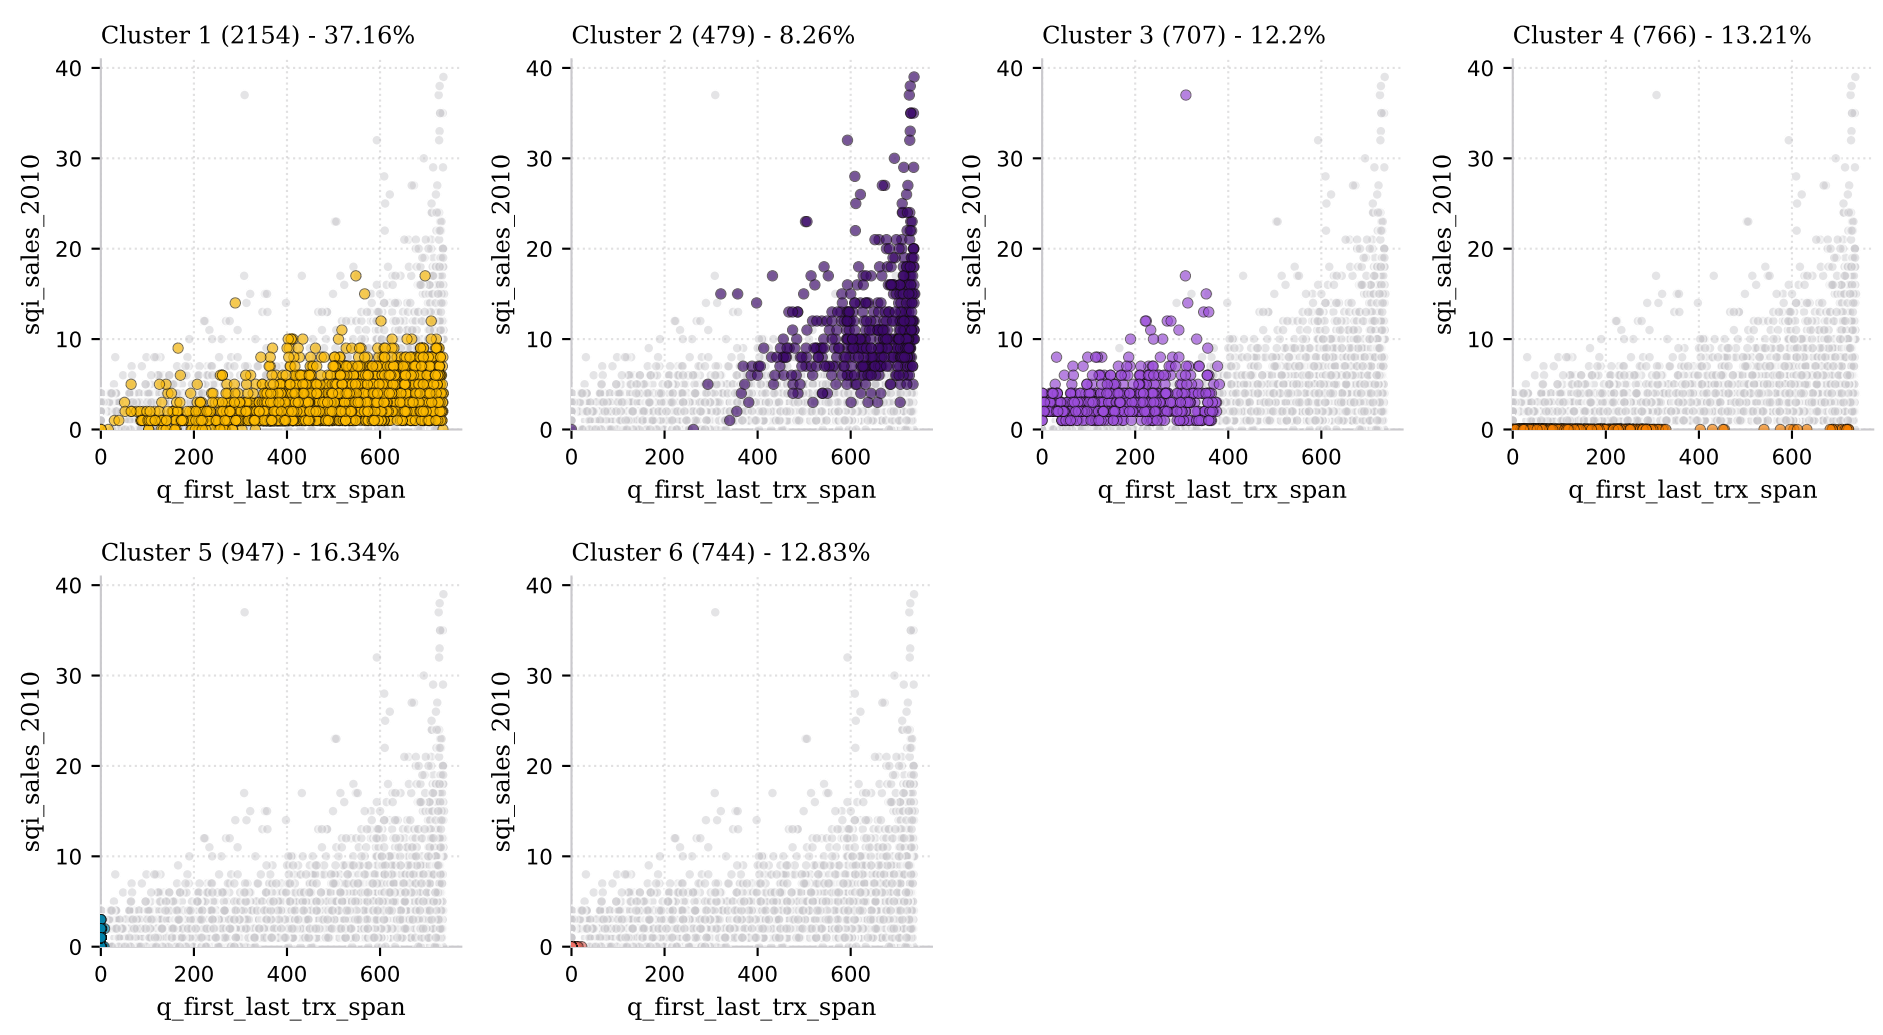 Cluster 1 (2154) - 37.16%
Cluster 2 (479) - 8.26%
Cluster 3 (707) - 12.2%
Cluster 4 (766) - 13.21%
40
30
20
10
0
sqi_sales_2010
0 200 400 600
q_first_last_trx_span
40
30
20
10
0
sqi_sales_2010
0 200 400 600
q_first_last_trx_span
40
30
20
10
0
sqi_sales_2010
0 200 400 600
q_first_last_trx_span
40
30
20
10
0
sqi_sales_2010
0 200 400 600
q_first_last_trx_span
Cluster 5 (947) - 16.34%
Cluster 6 (744) - 12.83%
40
30
20
10
0
sqi_sales_2010
0 200 400 600
q_first_last_trx_span
40
30
20
10
0
sqi_sales_2010
0 200 400 600
q_first_last_trx_span